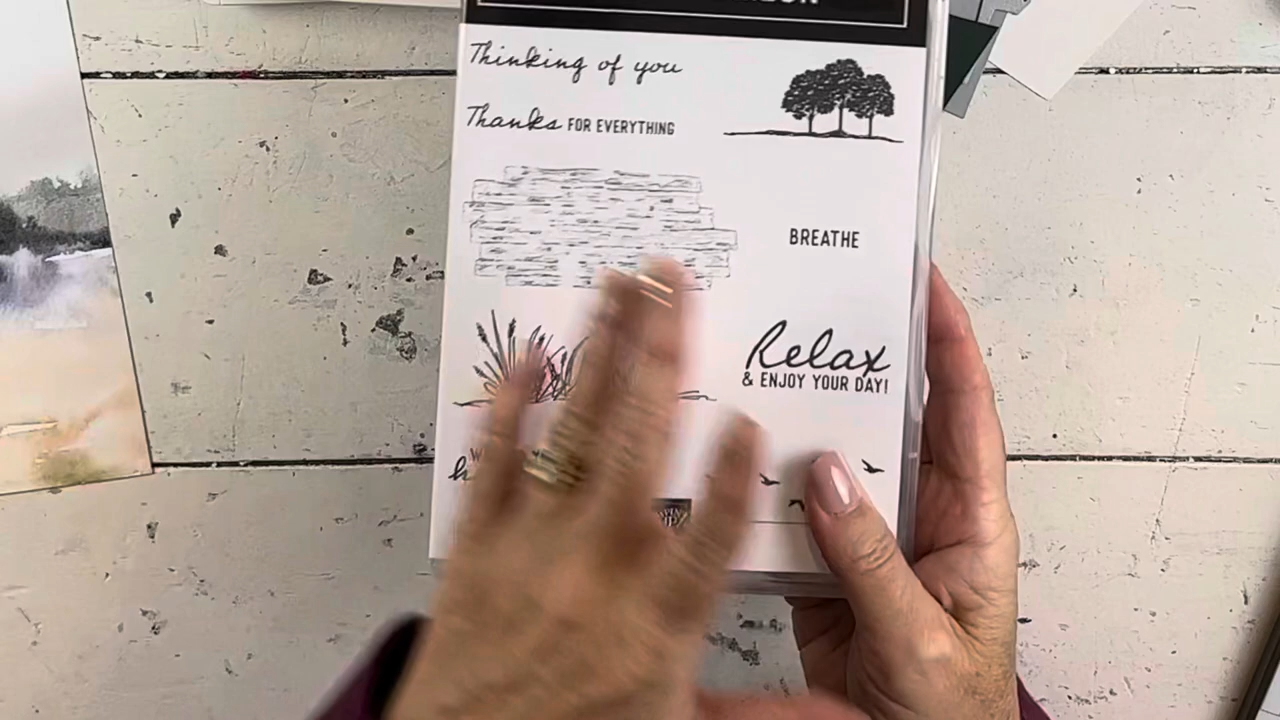 Thinking of you
Thanks FOR EVERYTHING
BREATHE
Relax
& ENJOY YOUR DAY!